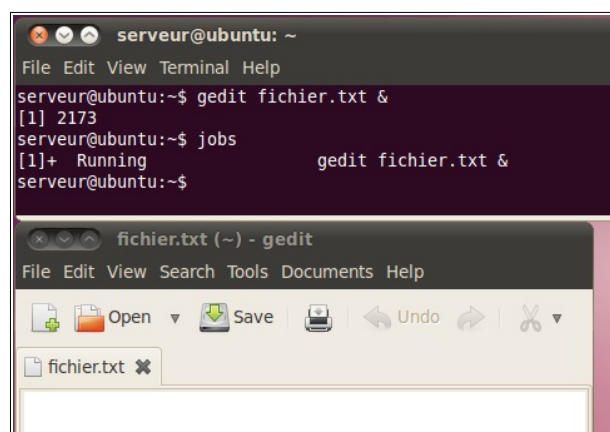 serveur@ubuntu: ~
File Edit View Terminal Help
serveur@ubuntu:~$ gedit fichier.txt &
[1] 2173
serveur@ubuntu:~$ jobs
[1]+  Running                 gedit fichier.txt &
serveur@ubuntu:~$
fichier.txt (~) - gedit
File Edit View Search Tools Documents Help
Open Save Undo
fichier.txt